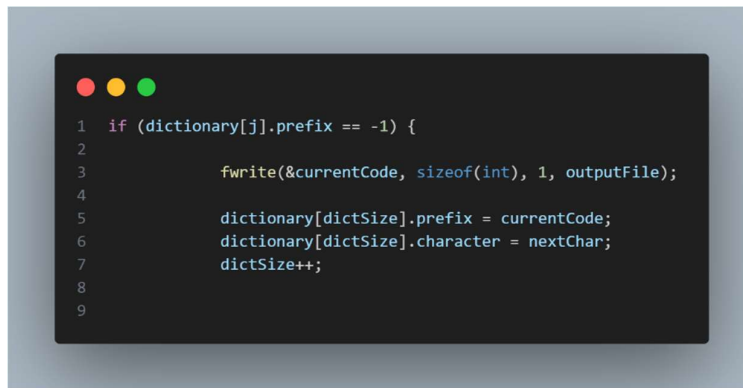 1 if (dictionary[j].prefix == -1) {
2
3 fwrite(&currentCode, sizeof(int), 1, outputFile);
4
5 dictionary[dictSize].prefix = currentCode;
6 dictionary[dictSize].character = nextChar;
7 dictSize++;
8
9